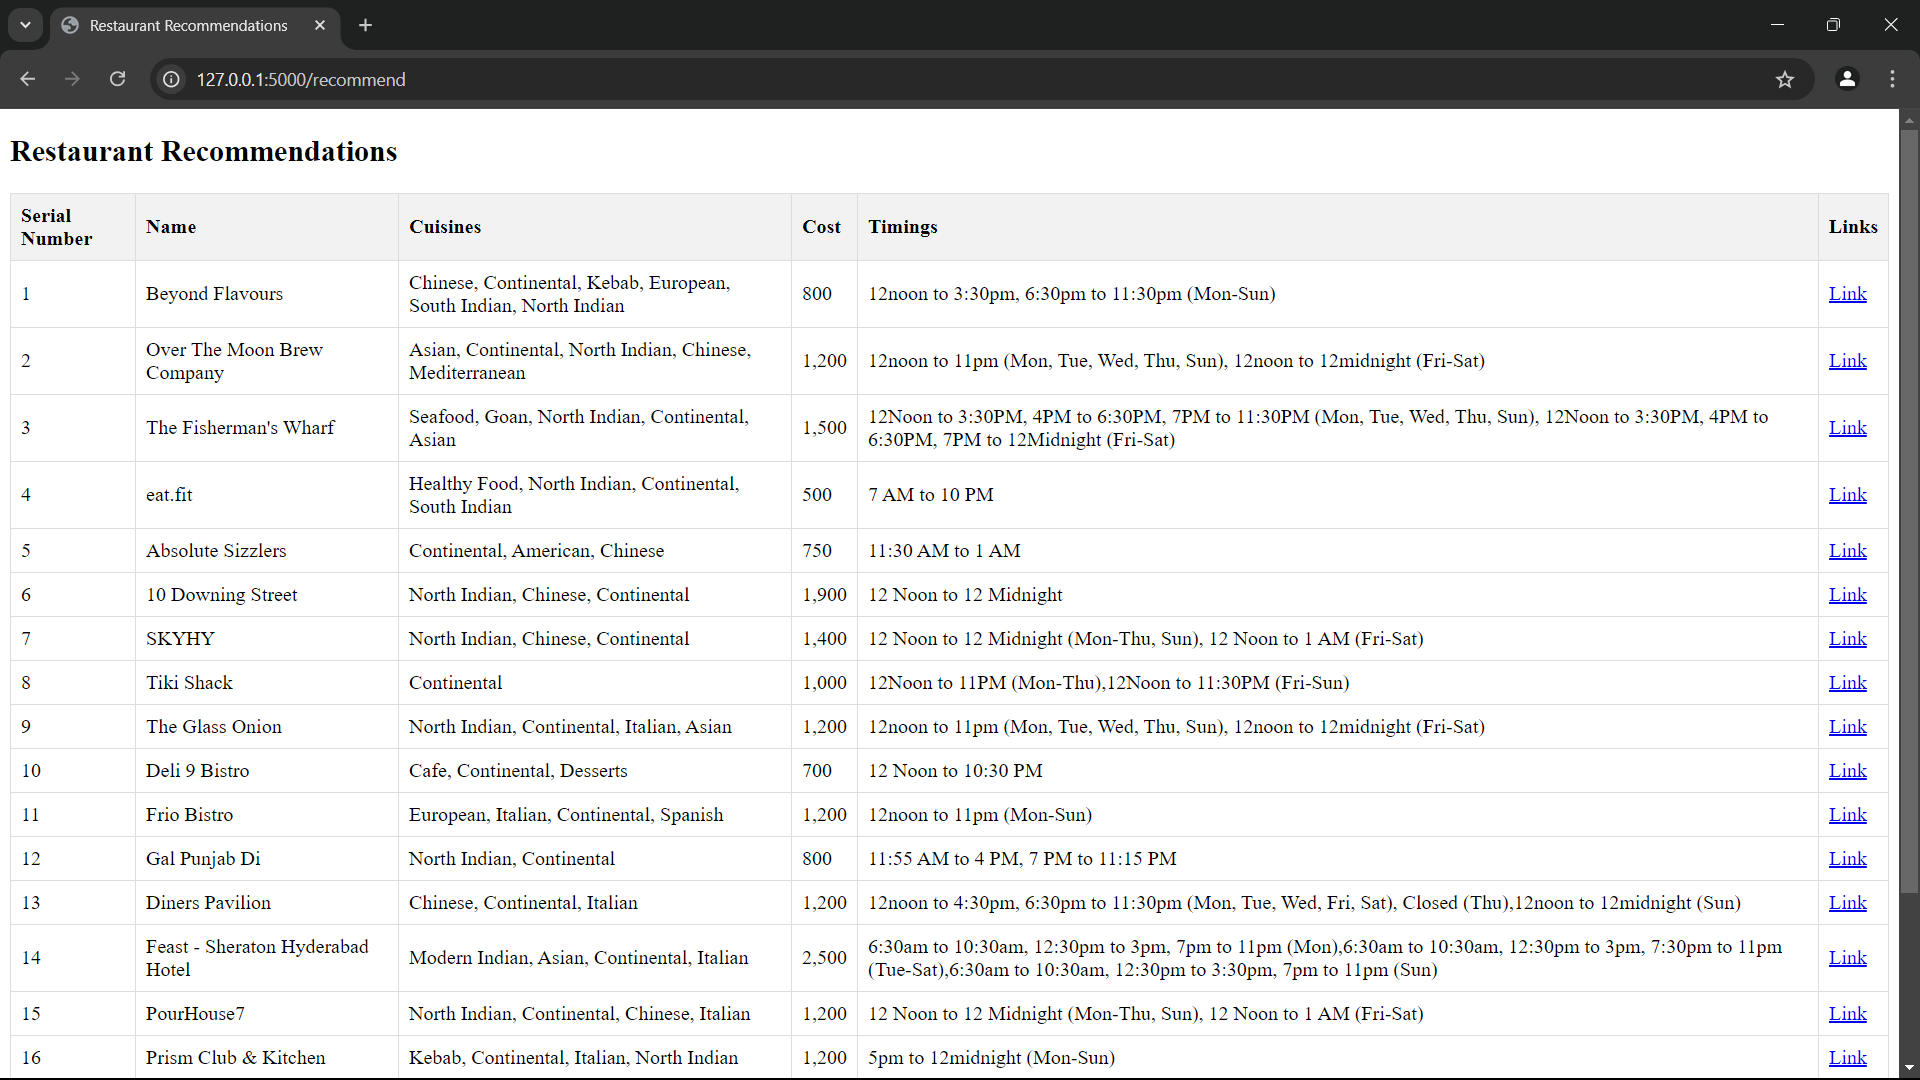 Restaurant Recommendations
127.0.0.1:5000/recommend
Restaurant Recommendations
Serial Number Name Cuisines Cost Timings Links
1 Beyond Flavours Chinese, Continental, Kebab, European, South Indian, North Indian 800 12noon to 3:30pm, 6:30pm to 11:30pm (Mon-Sun) Link
2 Over The Moon Brew Company Asian, Continental, North Indian, Chinese, Mediterranean 1,200 12noon to 11pm (Mon, Tue, Wed, Thu, Sun), 12noon to 12midnight (Fri-Sat) Link
3 The Fisherman's Wharf Seafood, Goan, North Indian, Continental, Asian 1,500 12Noon to 3:30PM, 4PM to 6:30PM, 7PM to 11:30PM (Mon, Tue, Wed, Thu, Sun), 12Noon to 3:30PM, 4PM to 6:30PM, 7PM to 12Midnight (Fri-Sat) Link
4 eat.fit Healthy Food, North Indian, Continental, South Indian 500 7 AM to 10 PM Link
5 Absolute Sizzlers Continental, American, Chinese 750 11:30 AM to 1 AM Link
6 10 Downing Street North Indian, Chinese, Continental 1,900 12 Noon to 12 Midnight Link
7 SKYHY North Indian, Chinese, Continental 1,400 12 Noon to 12 Midnight (Mon-Thu, Sun), 12 Noon to 1 AM (Fri-Sat) Link
8 Tiki Shack Continental 1,000 12Noon to 11PM (Mon-Thu),12Noon to 11:30PM (Fri-Sun) Link
9 The Glass Onion North Indian, Continental, Italian, Asian 1,200 12noon to 11pm (Mon, Tue, Wed, Thu, Sun), 12noon to 12midnight (Fri-Sat) Link
10 Deli 9 Bistro Cafe, Continental, Desserts 700 12 Noon to 10:30 PM Link
11 Frio Bistro European, Italian, Continental, Spanish 1,200 12noon to 11pm (Mon-Sun) Link
12 Gal Punjab Di North Indian, Continental 800 11:55 AM to 4 PM, 7 PM to 11:15 PM Link
13 Diners Pavilion Chinese, Continental, Italian 1,200 12noon to 4:30pm, 6:30pm to 11:30pm (Mon, Tue, Wed, Fri, Sat), Closed (Thu),12noon to 12midnight (Sun) Link
14 Feast - Sheraton Hyderabad Hotel Modern Indian, Asian, Continental, Italian 2,500 6:30am to 10:30am, 12:30pm to 3pm, 7pm to 11pm (Mon),6:30am to 10:30am, 12:30pm to 3pm, 7:30pm to 11pm (Tue-Sat),6:30am to 10:30am, 12:30pm to 3:30pm, 7pm to 11pm (Sun) Link
15 PourHouse7 North Indian, Continental, Chinese, Italian 1,200 12 Noon to 12 Midnight (Mon-Thu, Sun), 12 Noon to 1 AM (Fri-Sat) Link
16 Prism Club & Kitchen Kebab, Continental, Italian, North Indian 1,200 5pm to 12midnight (Mon-Sun) Link